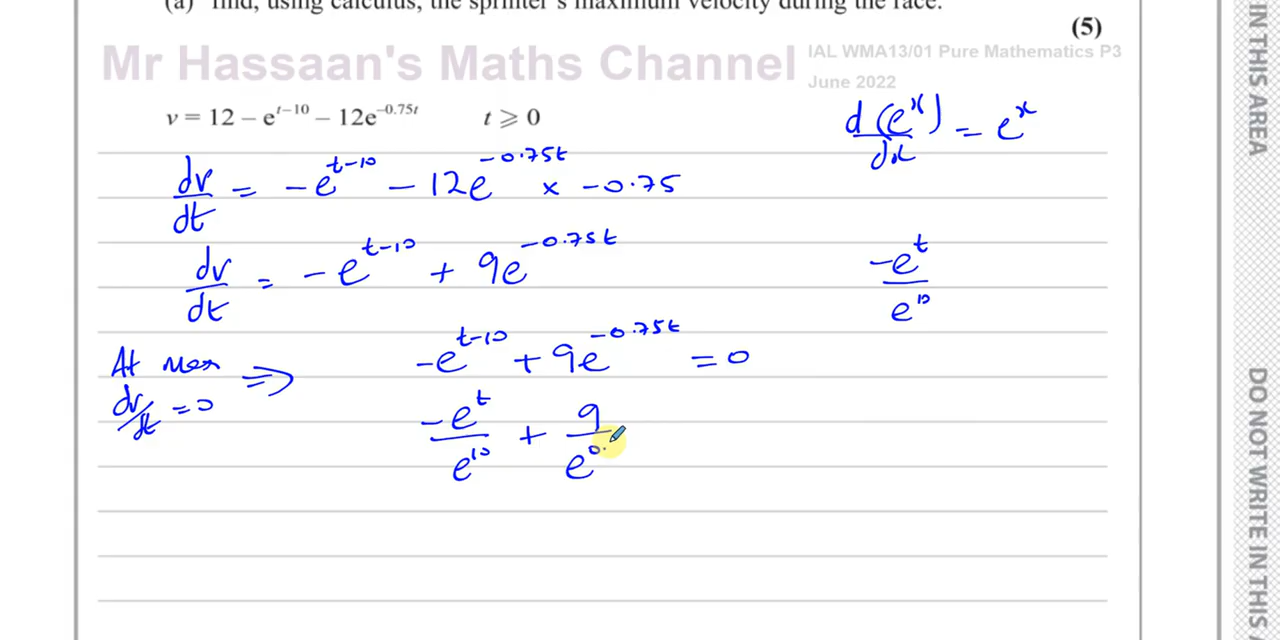 (a) find, using calculus, the sprinter's maximum velocity during the race.
(5)
Mr Hassaan's Maths Channel
IAL WMA13/01 Pure Mathematics P3
June 2022
v = 12 − e^{t−10} − 12e^{−0.75t}    t ⩾ 0
d(e^x)/dx = e^x
dv/dt = −e^{t−10} − 12e^{−0.75t} × −0.75
dv/dt = −e^{t−10} + 9e^{−0.75t}
−e^t/e^{10}
At max dv/dt = 0 ⇒ −e^{t−10} + 9e^{−0.75t} = 0
−e^t/e^{10} + 9/e^{0.
IN THIS AREA
DO NOT WRITE IN THIS